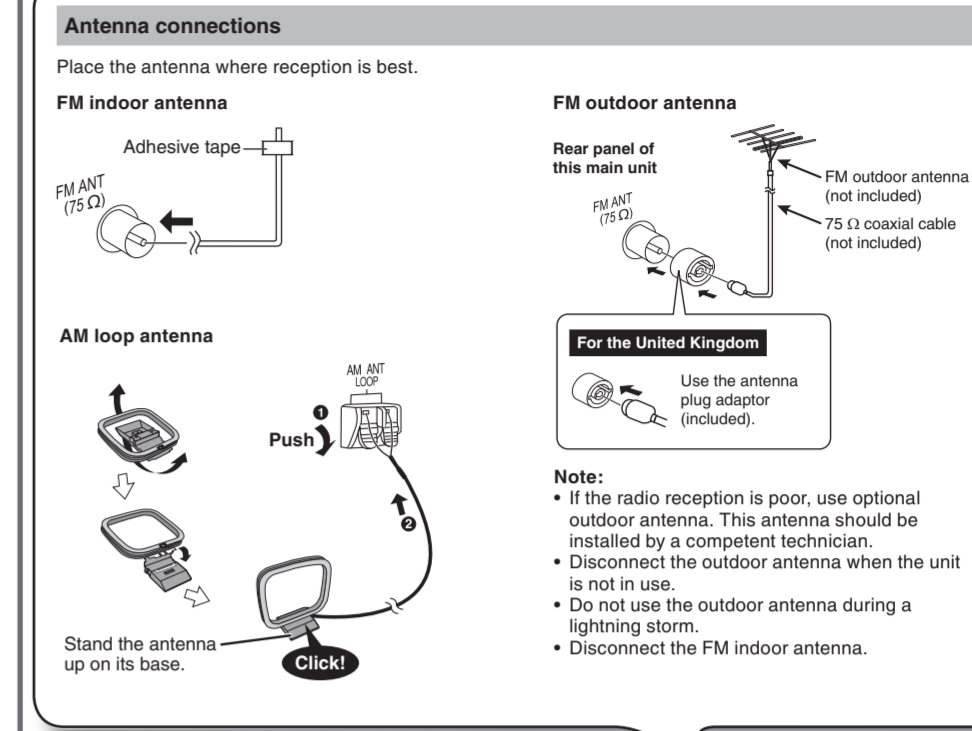 Antenna connections
Place the antenna where reception is best.
FM indoor antenna
Adhesive tape
FM ANT
(75 Ω)
AM loop antenna
AM ANT
LOOP
❶
Push
❷
Stand the antenna
up on its base.
Click!
FM outdoor antenna
Rear panel of
this main unit
FM ANT
(75 Ω)
FM outdoor antenna
(not included)
75 Ω coaxial cable
(not included)
For the United Kingdom
Use the antenna
plug adaptor
(included).
Note:
• If the radio reception is poor, use optional
outdoor antenna. This antenna should be
installed by a competent technician.
• Disconnect the outdoor antenna when the unit
is not in use.
• Do not use the outdoor antenna during a
lightning storm.
• Disconnect the FM indoor antenna.